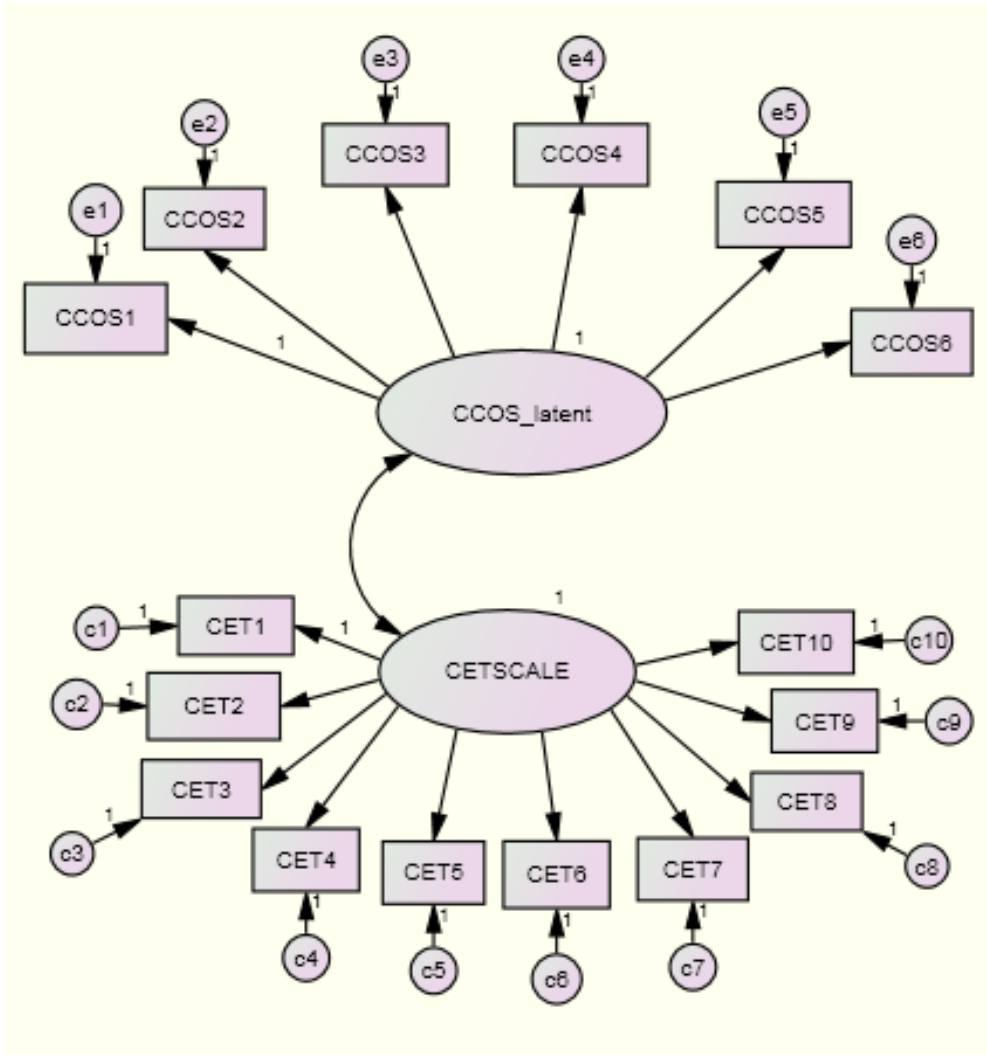 e3
e4
1
1
e2
e5
CCOS3
CCOS4
1
1
e1
CCOS2
CCOS5
e6
1
1
CCOS1
CCOS6
1
1
CCOS_latent
1
c1
1
CET1
1
CET10
1
c10
CETSCALE
c2
1
CET2
CET9
1
c9
CET3
CET8
1
1
c3
CET4
CET5
CET6
CET7
c8
1
1
1
1
c4
c5
c6
c7